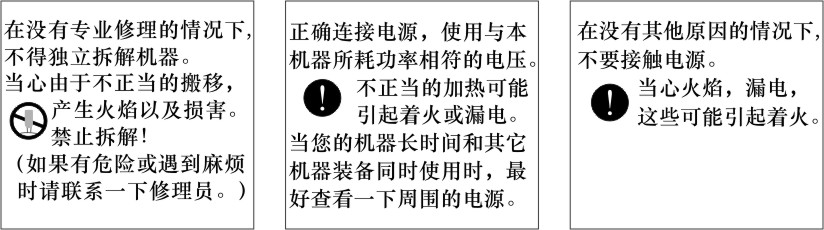 在没有专业修理的情况下,
不得独立拆解机器。
当心由于不正当的搬移，
产生火焰以及损害。
禁止拆解!
（如果有危险或遇到麻烦
时请联系一下修理员。）
正确连接电源，使用与本
机器所耗功率相符的电压。
不正当的加热可能
引起着火或漏电。
当您的机器长时间和其它
机器装备同时使用时，最
好查看一下周围的电源。
在没有其他原因的情况下,
不要接触电源。
当心火焰，漏电，
这些可能引起着火。